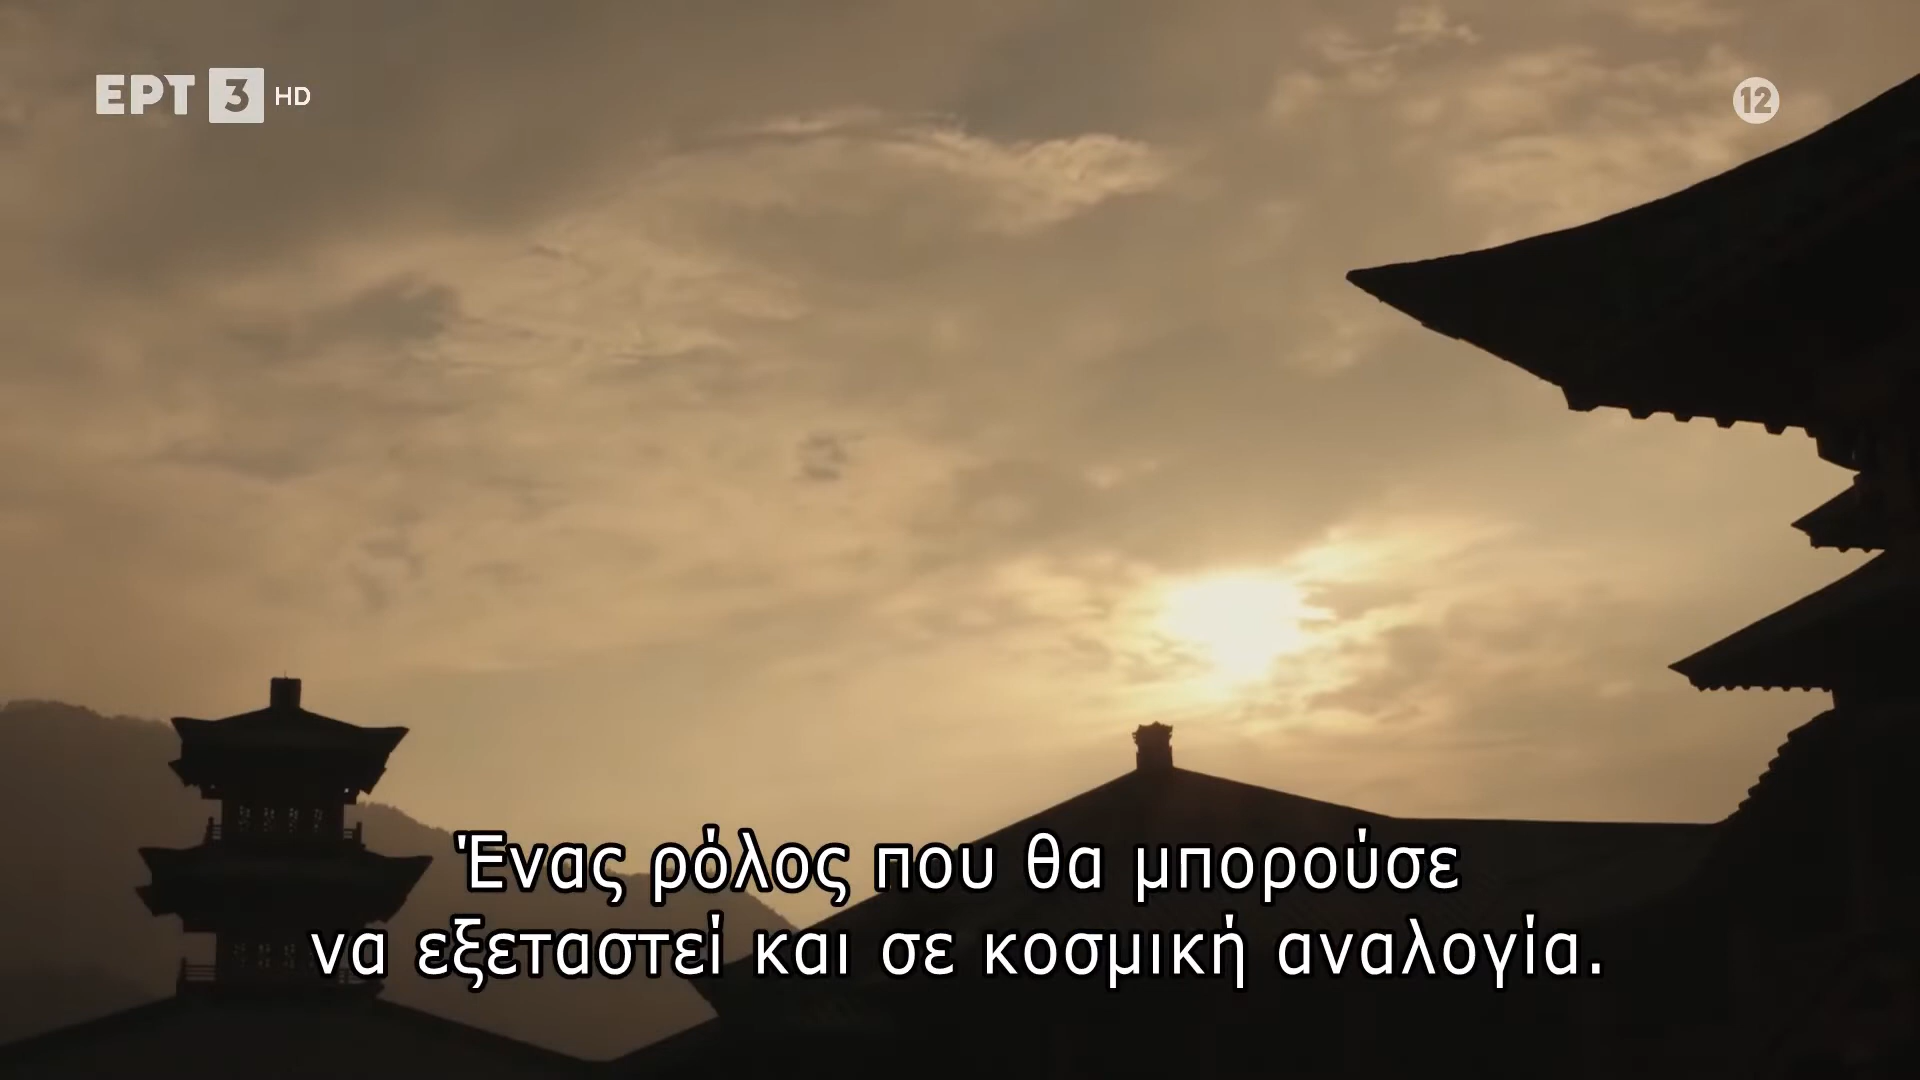 ΕΡΤ 3 HD
12
Ένας ρόλος που θα μπορούσε
να εξεταστεί και σε κοσμική αναλογία.